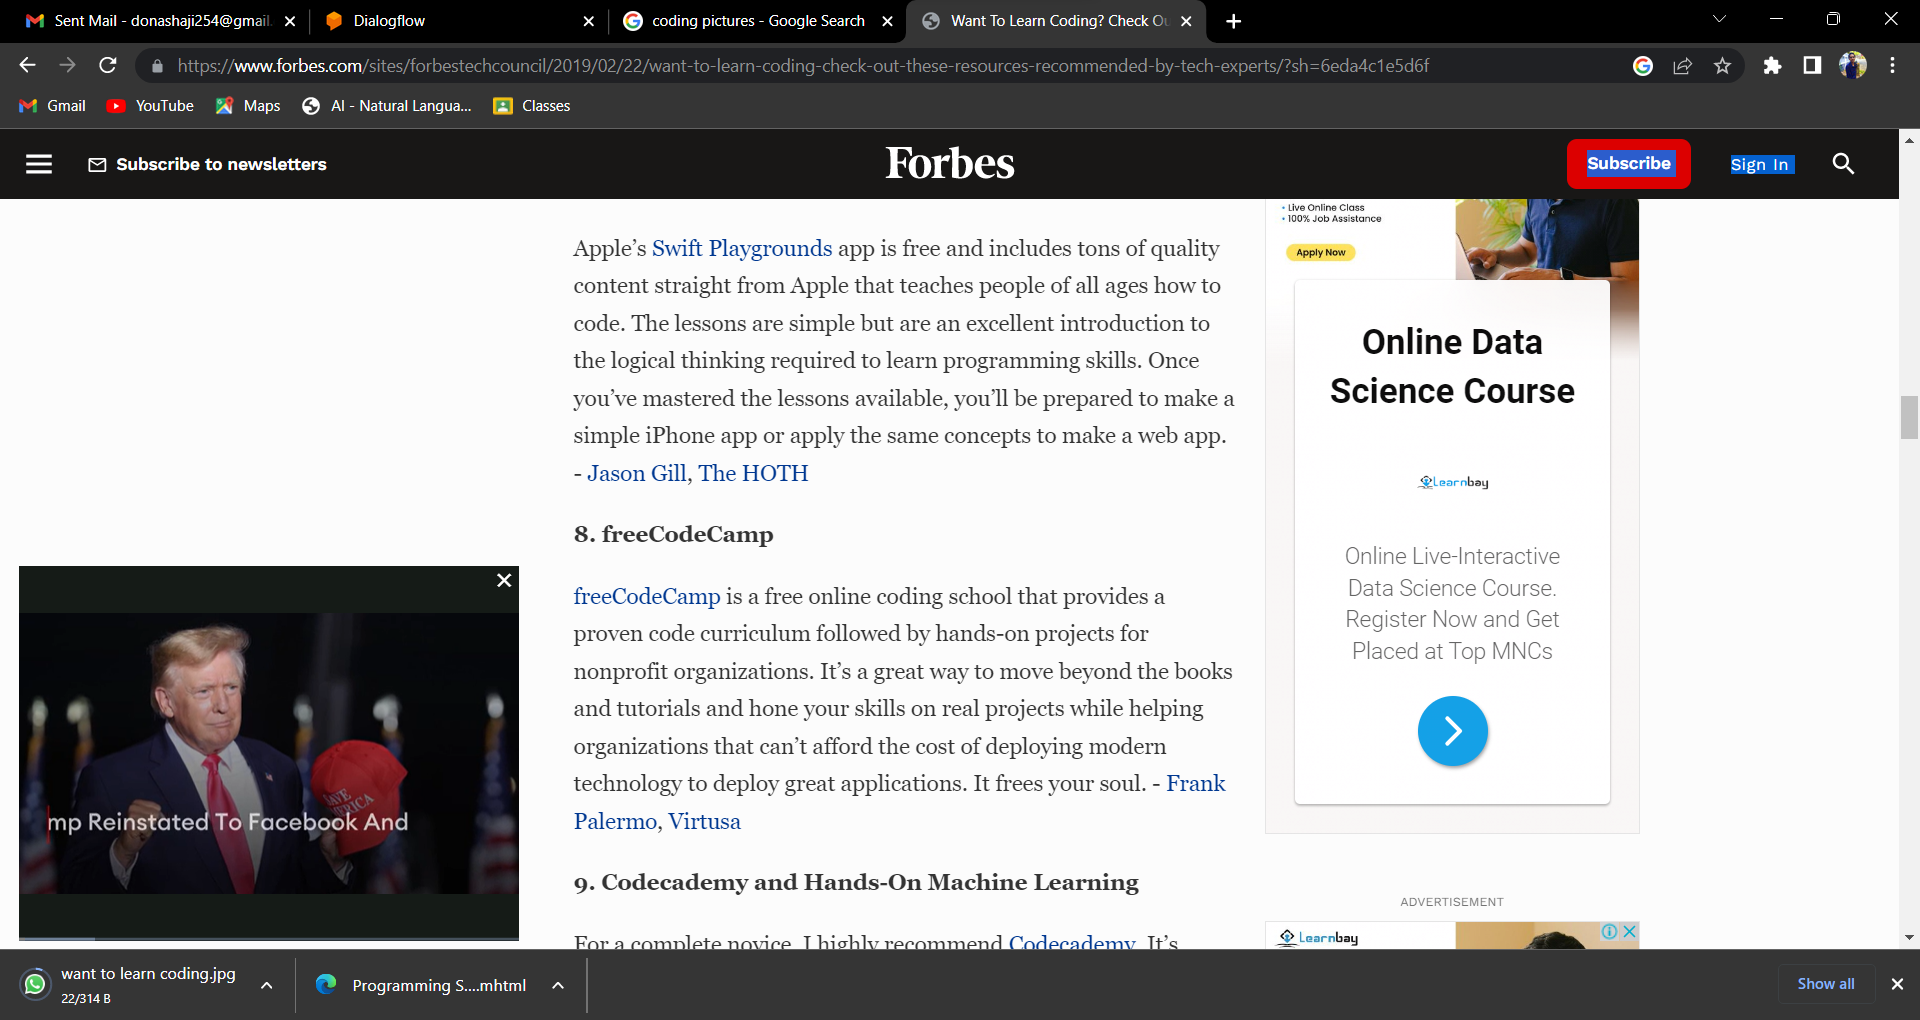 Sent Mail - donashaji254@gmail.
Dialogflow
coding pictures - Google Search
Want To Learn Coding? Check Ou
https://www.forbes.com/sites/forbestechcouncil/2019/02/22/want-to-learn-coding-check-out-these-resources-recommended-by-tech-experts/?sh=6eda4c1e5d6f
Gmail
YouTube
Maps
AI - Natural Langua...
Classes
Subscribe to newsletters
Forbes
Subscribe
Sign In
Apple’s Swift Playgrounds app is free and includes tons of quality
content straight from Apple that teaches people of all ages how to
code. The lessons are simple but are an excellent introduction to
the logical thinking required to learn programming skills. Once
you’ve mastered the lessons available, you’ll be prepared to make a
simple iPhone app or apply the same concepts to make a web app.
- Jason Gill, The HOTH
8. freeCodeCamp
freeCodeCamp is a free online coding school that provides a
proven code curriculum followed by hands-on projects for
nonprofit organizations. It’s a great way to move beyond the books
and tutorials and hone your skills on real projects while helping
organizations that can’t afford the cost of deploying modern
technology to deploy great applications. It frees your soul. - Frank
Palermo, Virtusa
9. Codecademy and Hands-On Machine Learning
For a complete novice, I highly recommend Codecademy. It’s
mp Reinstated To Facebook And
• Live Online Class
• 100% Job Assistance
Apply Now
Online Data
Science Course
Learnbay
Online Live-Interactive
Data Science Course.
Register Now and Get
Placed at Top MNCs
ADVERTISEMENT
Learnbay
want to learn coding.jpg
22/314 B
Programming S....mhtml
Show all